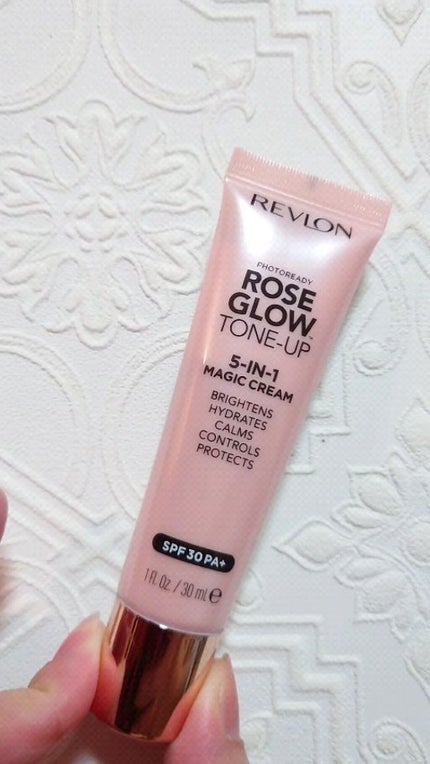 REVLON
PHOTOREADY
ROSE
GLOW™
TONE-UP
5-IN-1
MAGIC CREAM
BRIGHTENS
HYDRATES
CALMS
CONTROLS
PROTECTS
SPF 30 PA+
1 fl. Oz. / 30 mL e